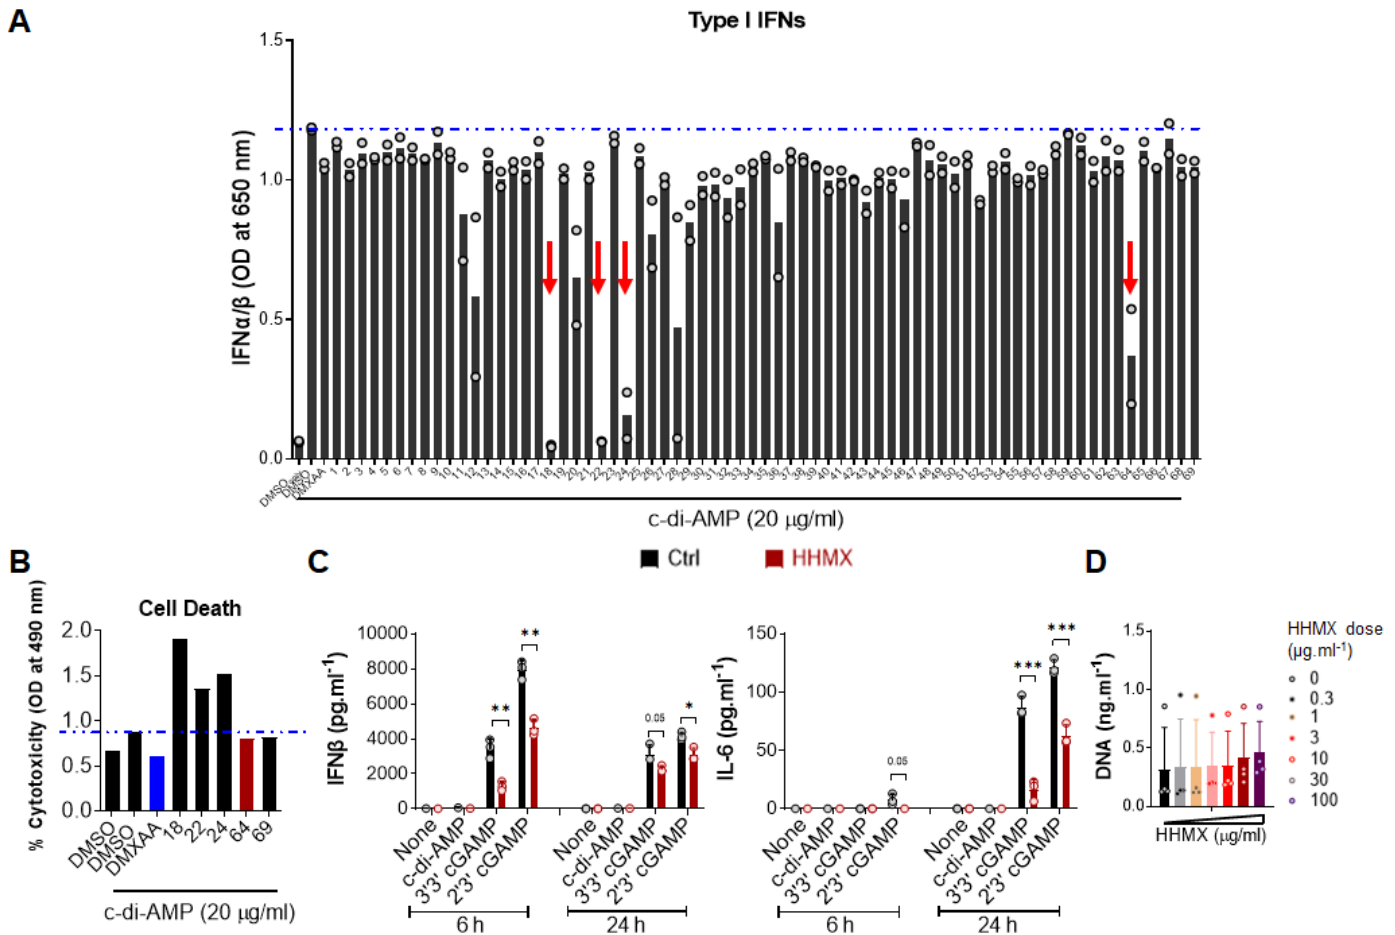 A
Type I IFNs
IFNα/β (OD at 650 nm)
1.5
1.0
0.5
0.0
DMSO DMSO DMXAA 1 2 3 4 5 6 7 8 9 10 11 12 13 14 15 16 17 18 19 20 21 22 23 24 25 26 27 28 29 30 31 32 33 34 35 36 37 38 39 40 41 42 43 44 45 46 47 48 49 50 51 52 53 54 55 56 57 58 59 60 61 62 63 64 65 66 67 68 69
c-di-AMP (20 µg/ml)
B
Cell Death
% Cytotoxicity (OD at 490 nm)
2.0
1.5
1.0
0.5
0.0
DMSO DMSO DMXAA 18 22 24 64 69
c-di-AMP (20 µg/ml)
C
Ctrl HHMX
IFNβ (pg.ml-1)
10000
8000
6000
4000
2000
0
** ** 0.05 *
None c-di-AMP 3'3' cGAMP 2'3' cGAMP None c-di-AMP 3'3' cGAMP 2'3' cGAMP
6 h 24 h
IL-6 (pg.ml-1)
150
100
50
0
0.05 *** ***
None c-di-AMP 3'3' cGAMP 2'3' cGAMP None c-di-AMP 3'3' cGAMP 2'3' cGAMP
6 h 24 h
D
DNA (ng.ml-1)
1.5
1.0
0.5
0.0
HHMX (µg/ml)
HHMX dose
(µg.ml-1)
0
0.3
1
3
10
30
100